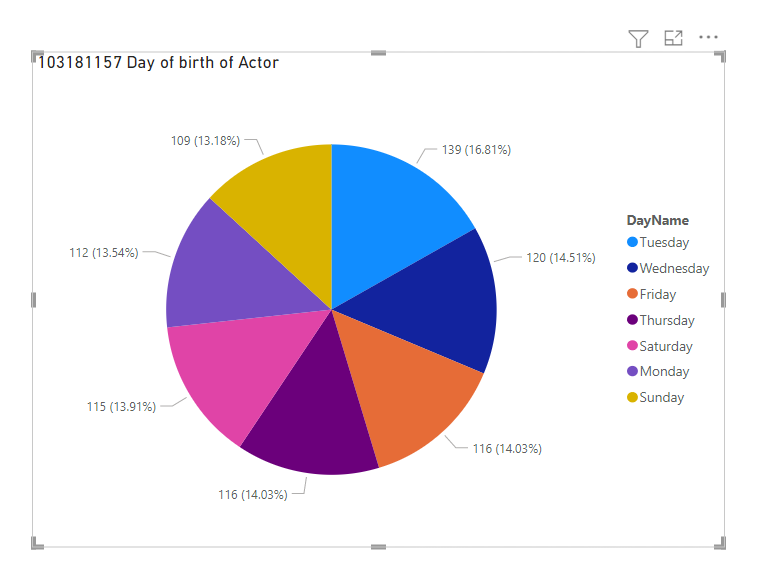 103181157 Day of birth of Actor
109 (13.18%)
139 (16.81%)
112 (13.54%)
120 (14.51%)
115 (13.91%)
116 (14.03%)
116 (14.03%)
DayName
Tuesday
Wednesday
Friday
Thursday
Saturday
Monday
Sunday